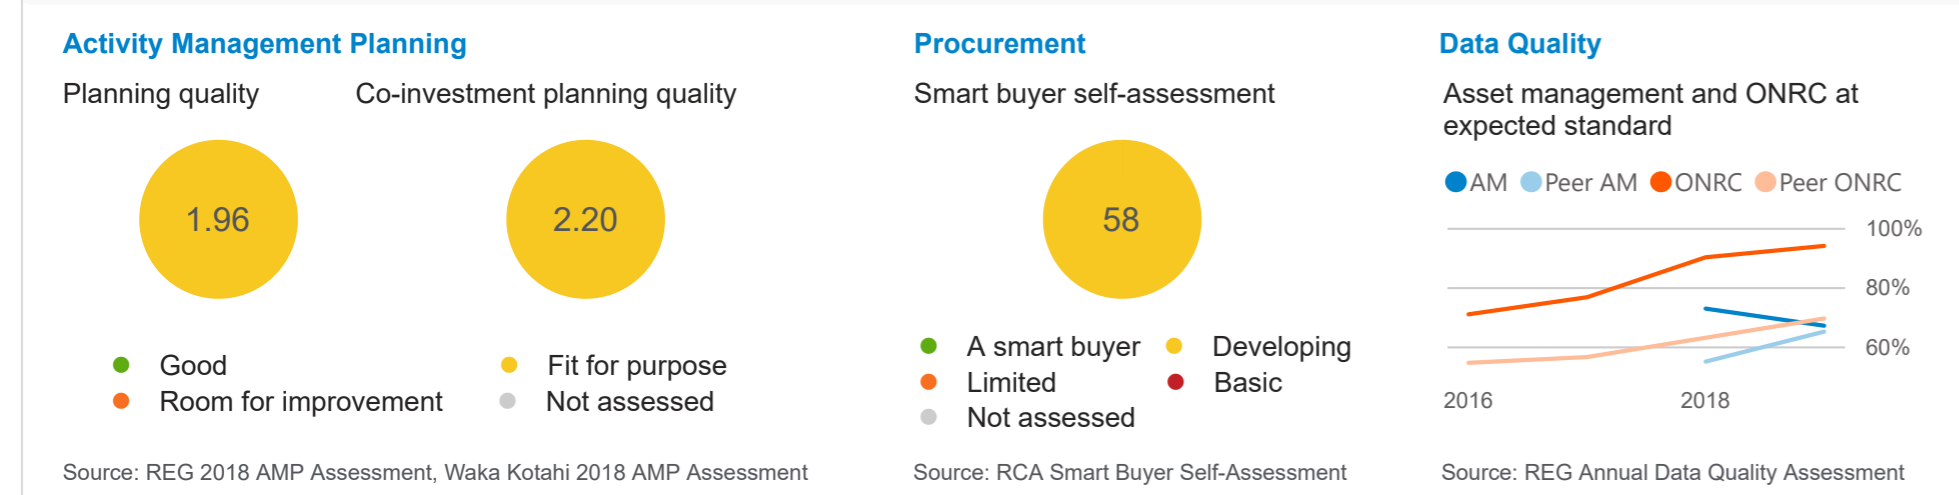 Activity Management Planning
Planning quality
Co-investment planning quality
1.96
2.20
Good
Fit for purpose
Room for improvement
Not assessed
Source: REG 2018 AMP Assessment, Waka Kotahi 2018 AMP Assessment
Procurement
Smart buyer self-assessment
58
A smart buyer
Developing
Limited
Basic
Not assessed
Source: RCA Smart Buyer Self-Assessment
Data Quality
Asset management and ONRC at
expected standard
AM Peer AM ONRC Peer ONRC
100%
80%
60%
2016 2018
Source: REG Annual Data Quality Assessment